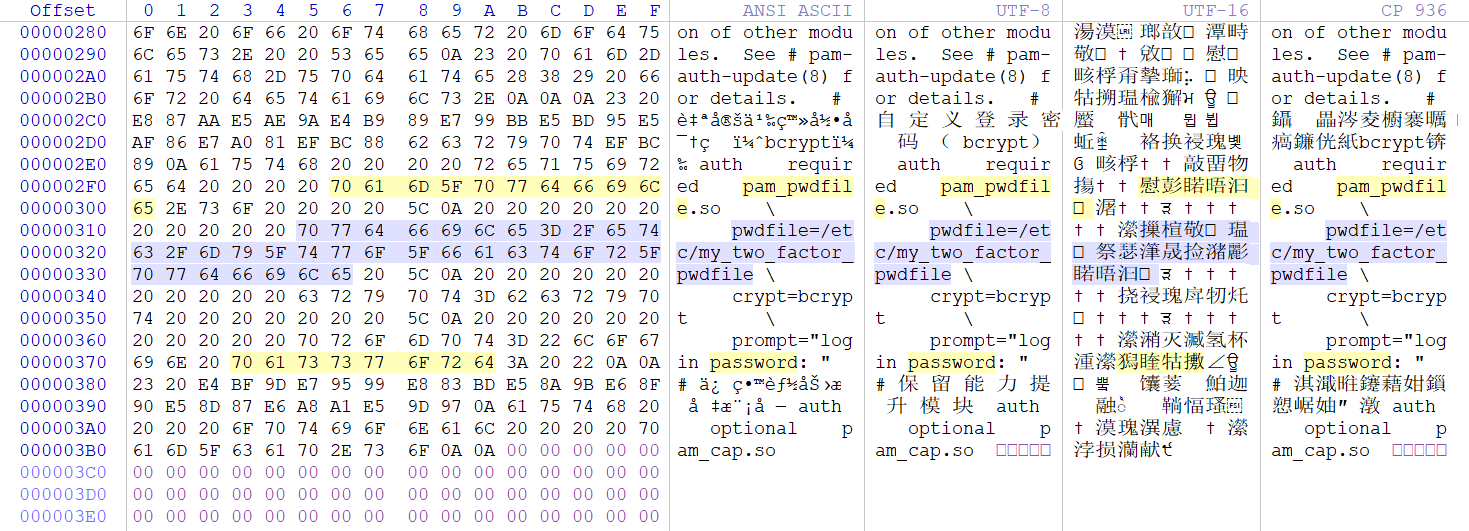 Offset 0 1 2 3 4 5 6 7 8 9 A B C D E F ANSI ASCII UTF-8 UTF-16 CP 936
00000280 6F 6E 20 6F 66 20 6F 74 68 65 72 20 6D 6F 64 75 on of other modu on of other modu on of other modu
00000290 6C 65 73 2E 20 20 53 65 65 0A 23 20 70 61 6D 2D les.  See # pam- les.  See # pam- les.  See # pam-
000002A0 61 75 74 68 2D 75 70 64 61 74 65 28 38 29 20 66 auth-update(8) f auth-update(8) f auth-update(8) f
000002B0 6F 72 20 64 65 74 61 69 6C 73 2E 0A 0A 0A 23 20 or details.   # or details.   # or details.   #
000002C0 E8 87 AA E5 AE 9A E4 B9 89 E7 99 BB E5 BD 95 E5 è‡ªå®šä¹‰ç™»å½•å 自定义登录密
000002D0 AF 86 E7 A0 81 EF BC 88 62 63 72 79 70 74 EF BC ¯†ç ï¼ˆbcryptï¼ 码（bcrypt） bcrypt
000002E0 89 0A 61 75 74 68 20 20 20 20 72 65 71 75 69 72 ‰ auth    requir auth    requir auth    requir
000002F0 65 64 20 20 20 20 70 61 6D 5F 70 77 64 66 69 6C ed    pam_pwdfil ed    pam_pwdfil ed    pam_pwdfil
00000300 65 2E 73 6F 20 20 20 20 5C 0A 20 20 20 20 20 20 e.so    \ e.so    \ e.so    \
00000310 20 20 20 20 20 70 77 64 66 69 6C 65 3D 2F 65 74 pwdfile=/et pwdfile=/et pwdfile=/et
00000320 63 2F 6D 79 5F 74 77 6F 5F 66 61 63 74 6F 72 5F c/my_two_factor_ c/my_two_factor_ c/my_two_factor_
00000330 70 77 64 66 69 6C 65 20 5C 0A 20 20 20 20 20 20 pwdfile \ pwdfile \ pwdfile \
00000340 20 20 20 20 20 63 72 79 70 74 3D 62 63 72 79 70 crypt=bcryp crypt=bcryp crypt=bcryp
00000350 74 20 20 20 20 20 20 20 5C 0A 20 20 20 20 20 20 t       \ t       \ t       \
00000360 20 20 20 20 20 70 72 6F 6D 70 74 3D 22 6C 6F 67 prompt="log prompt="log prompt="log
00000370 69 6E 20 70 61 73 73 77 6F 72 64 3A 20 22 0A 0A in password: " in password: " in password: "
00000380 23 20 E4 BF 9D E7 95 99 E8 83 BD E5 8A 9B E6 8F # ä¿ ç•™èƒ½åŠ›æ # 保留能力提 #
00000390 90 E5 8D 87 E6 A8 A1 E5 9D 97 0A 61 75 74 68 20 å ‡æ¨¡å — auth 升模块 auth auth
000003A0 20 20 20 6F 70 74 69 6F 6E 61 6C 20 20 20 20 70 optional    p optional    p optional    p
000003B0 61 6D 5F 63 61 70 2E 73 6F 0A 0A 00 00 00 00 00 am_cap.so am_cap.so am_cap.so
000003C0 00 00 00 00 00 00 00 00 00 00 00 00 00 00 00 00
000003D0 00 00 00 00 00 00 00 00 00 00 00 00 00 00 00 00
000003E0 00 00 00 00 00 00 00 00 00 00 00 00 00 00 00 00